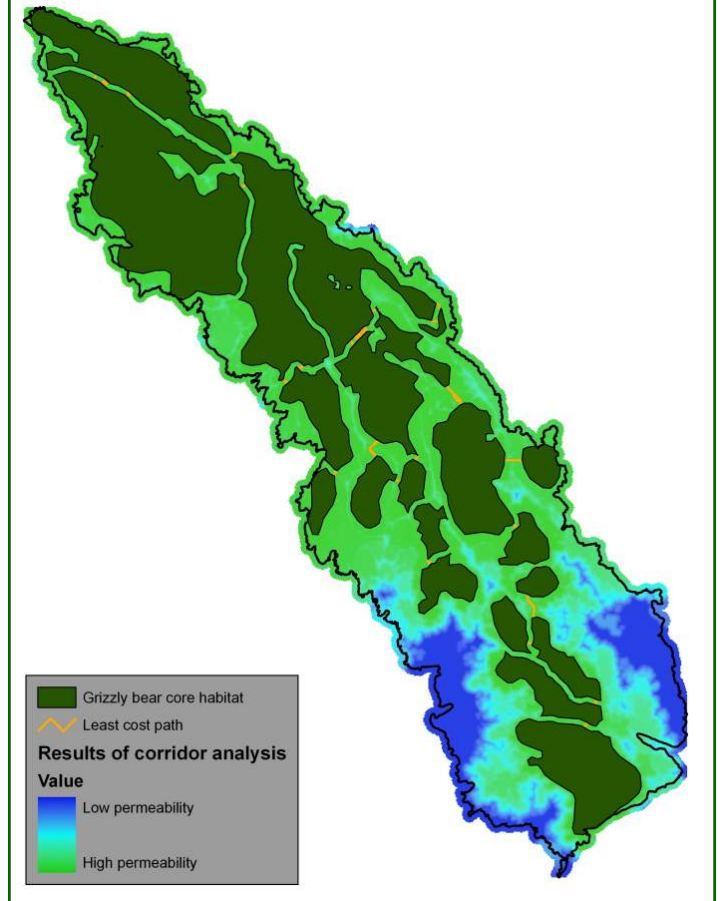 Grizzly bear core habitat
Least cost path
Results of corridor analysis
Value
Low permeability
High permeability